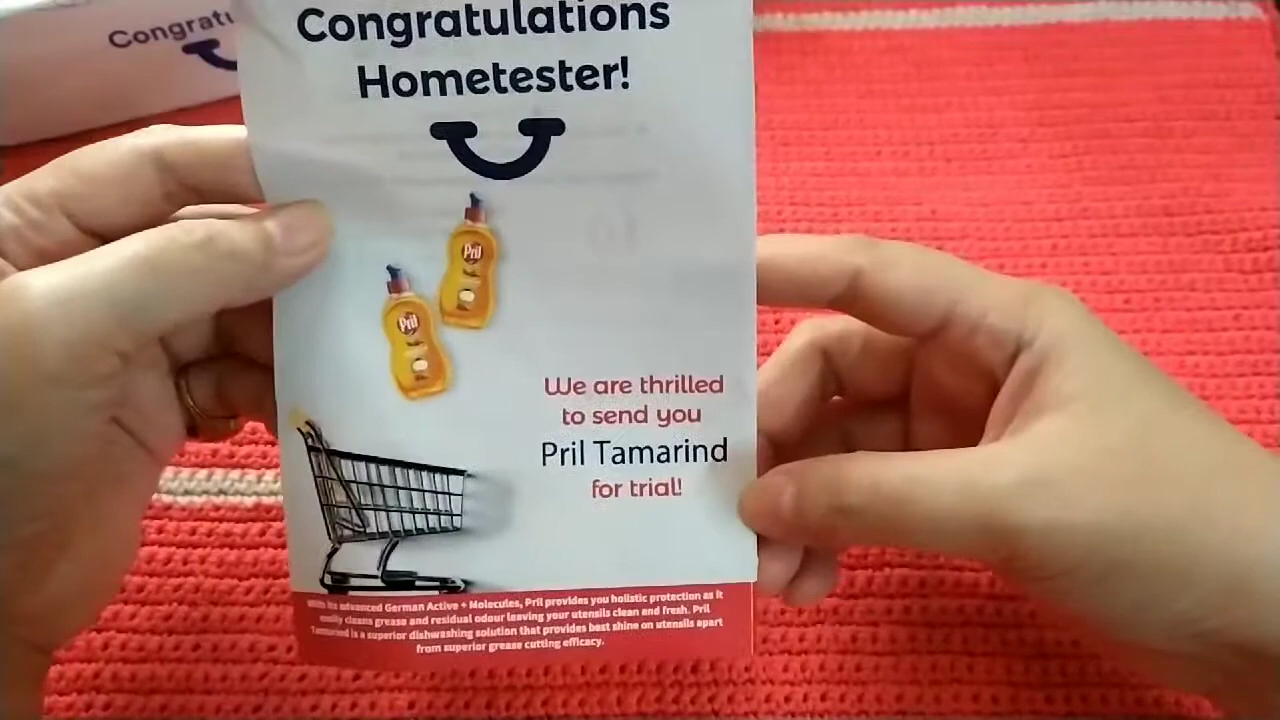 Congratu
Congratulations
Hometester!
Pril
Pril
We are thrilled
to send you
Pril Tamarind
for trial!
With its advanced German Active + Molecules, Pril provides you holistic protection as it
easily cleans grease and residual odour leaving your utensils clean and fresh. Pril
Tamarind is a superior dishwashing solution that provides best shine on utensils apart
from superior grease cutting efficacy.